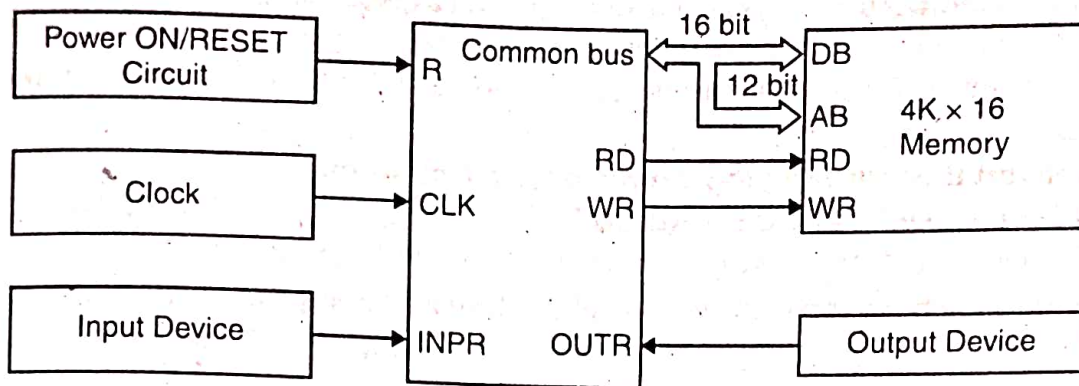 Power ON/RESET
Circuit
Clock
Input Device
R
CLK
INPR
Common bus
RD
WR
OUTR
16 bit
12 bit
DB
AB
RD
WR
4K × 16
Memory
Output Device